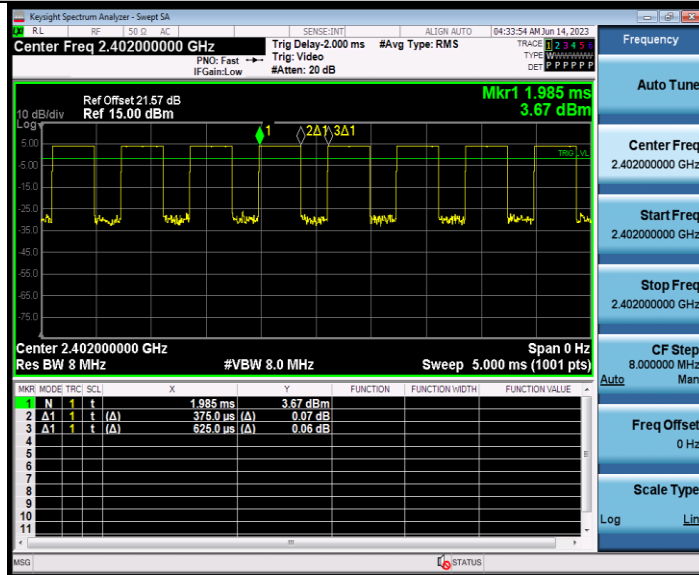 Keysight Spectrum Analyzer - Swept SA
RL RF 50 Ω AC SENSE:INT ALIGN AUTO 04:33:54 AM Jun 14, 2023
Center Freq 2.402000000 GHz
PNO: Fast
IFGain:Low
Trig Delay-2.000 ms
Trig: Video
#Atten: 20 dB
#Avg Type: RMS
TRACE 1 2 3 4 5 6
TYPE W
DET P P P P P P
Mkr1 1.985 ms
3.67 dBm
Ref Offset 21.57 dB
10 dB/div Ref 15.00 dBm
Log
1 2Δ1 3Δ1
5.00
TRIG LVL
-5.00
-15.0
-25.0
-35.0
-45.0
-55.0
-65.0
-75.0
Center 2.402000000 GHz Span 0 Hz
Res BW 8 MHz #VBW 8.0 MHz Sweep 5.000 ms (1001 pts)
MKR MODE TRC SCL X Y FUNCTION FUNCTION WIDTH FUNCTION VALUE
1 N 1 t 1.985 ms 3.67 dBm
2 Δ1 1 t (Δ) 375.0 µs (Δ) 0.07 dB
3 Δ1 1 t (Δ) 625.0 µs (Δ) 0.06 dB
4
5
6
7
8
9
10
11
MSG STATUS
Frequency
Auto Tune
Center Freq
2.402000000 GHz
Start Freq
2.402000000 GHz
Stop Freq
2.402000000 GHz
CF Step
8.000000 MHz
Auto Man
Freq Offset
0 Hz
Scale Type
Log Lin